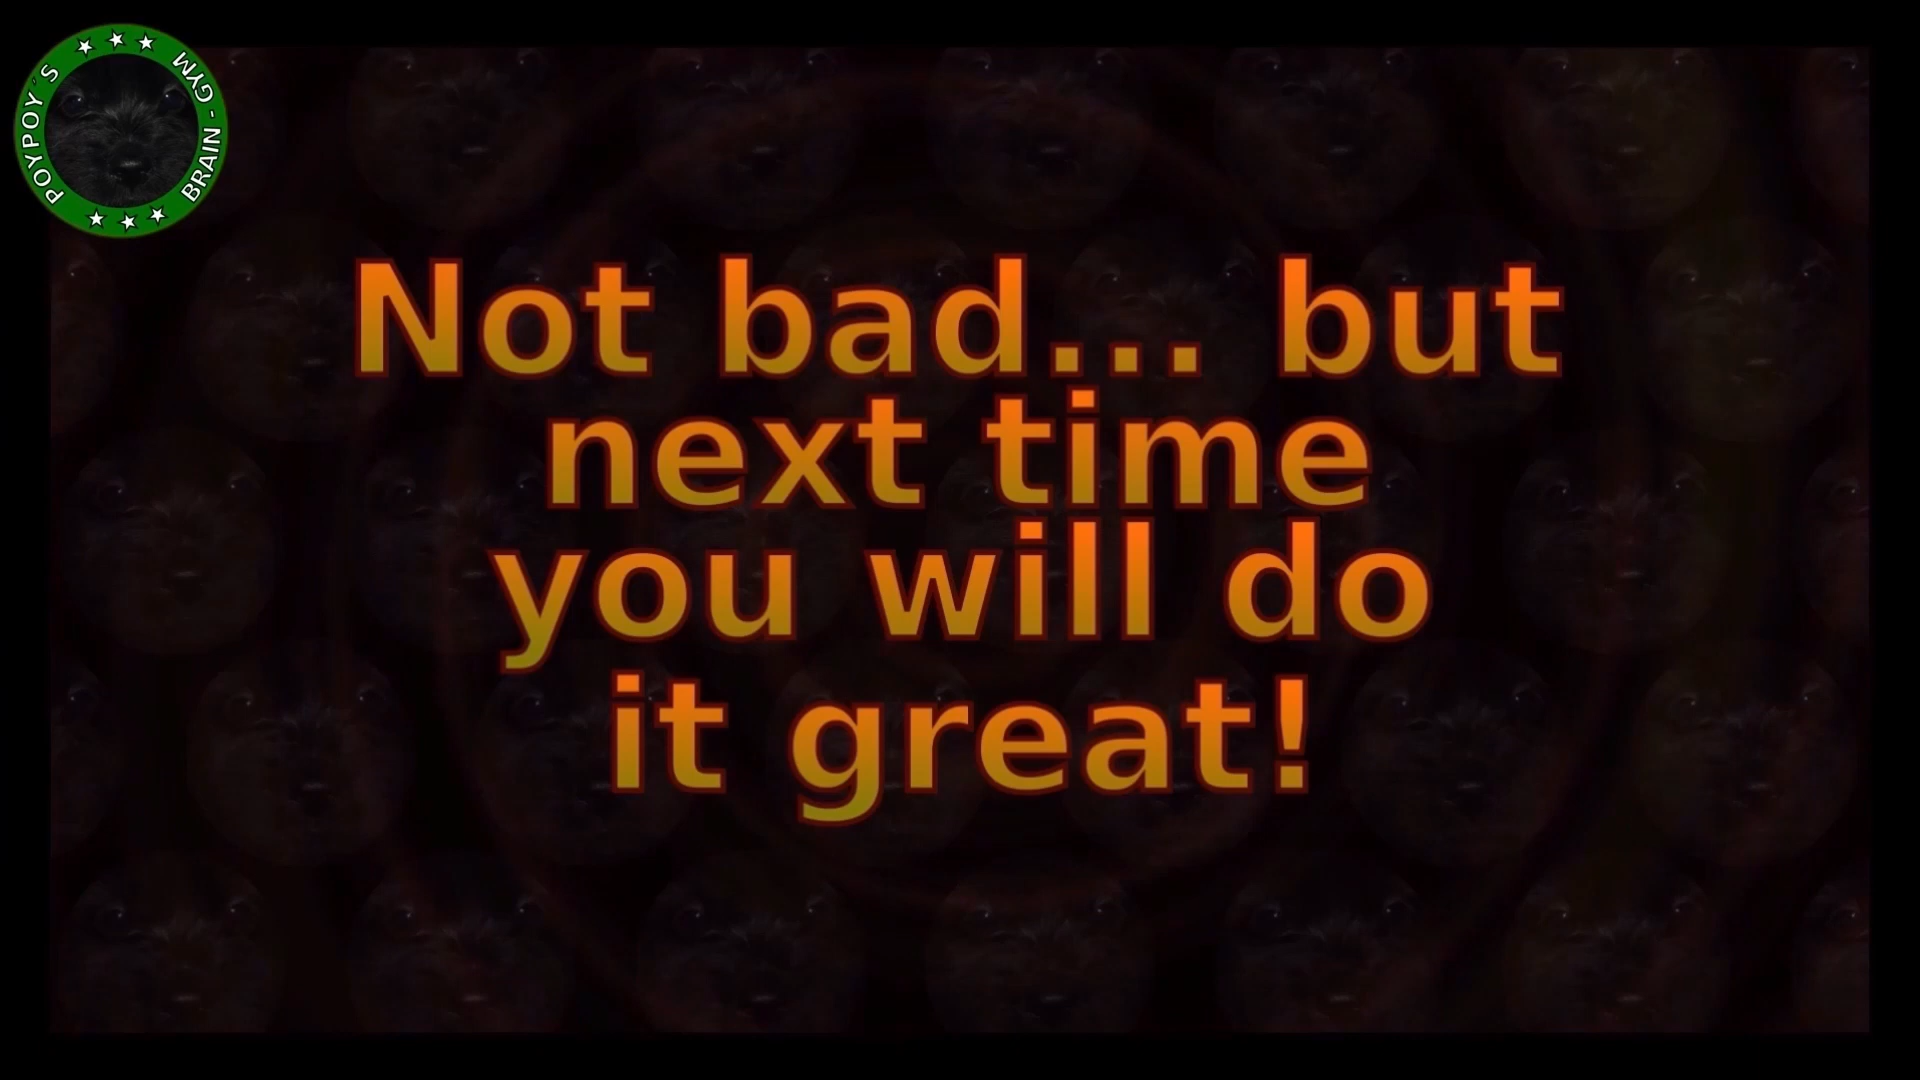 POYPOY´S BRAIN - GYM
Not bad... but
next time
you will do
it great!